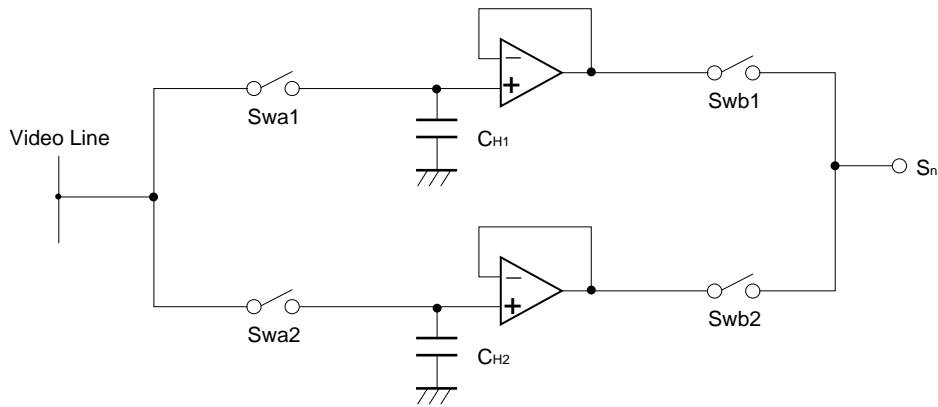 Swa1
Swb1
CH1
Video Line
Sn
Swa2
Swb2
CH2